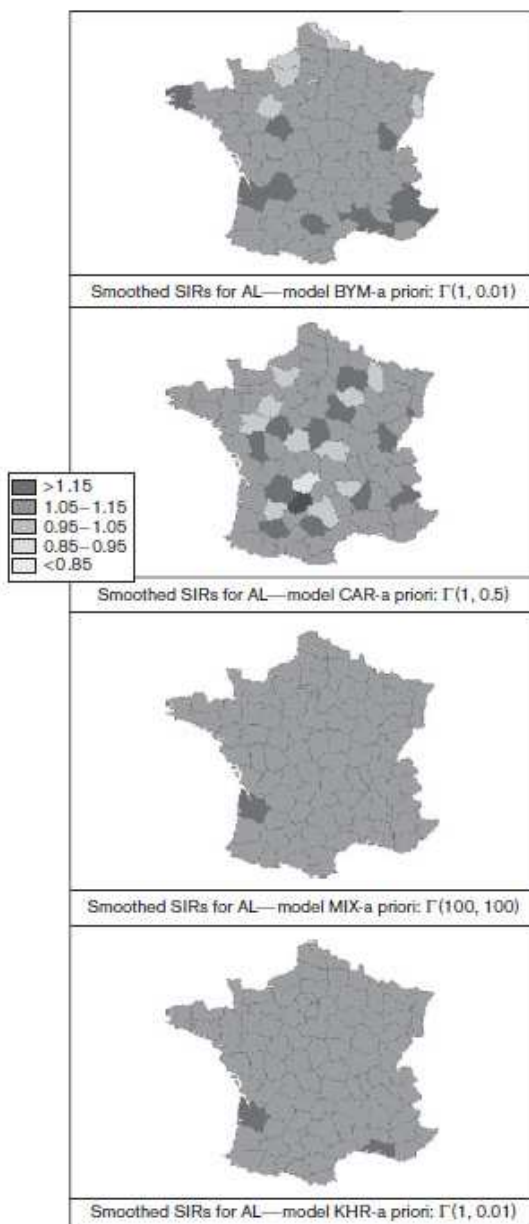 Smoothed SIRs for AL—model BYM-a priori: Γ(1, 0.01)
>1.15
1.05–1.15
0.95–1.05
0.85–0.95
<0.85
Smoothed SIRs for AL—model CAR-a priori: Γ(1, 0.5)
Smoothed SIRs for AL—model MIX-a priori: Γ(100, 100)
Smoothed SIRs for AL—model KHR-a priori: Γ(1, 0.01)